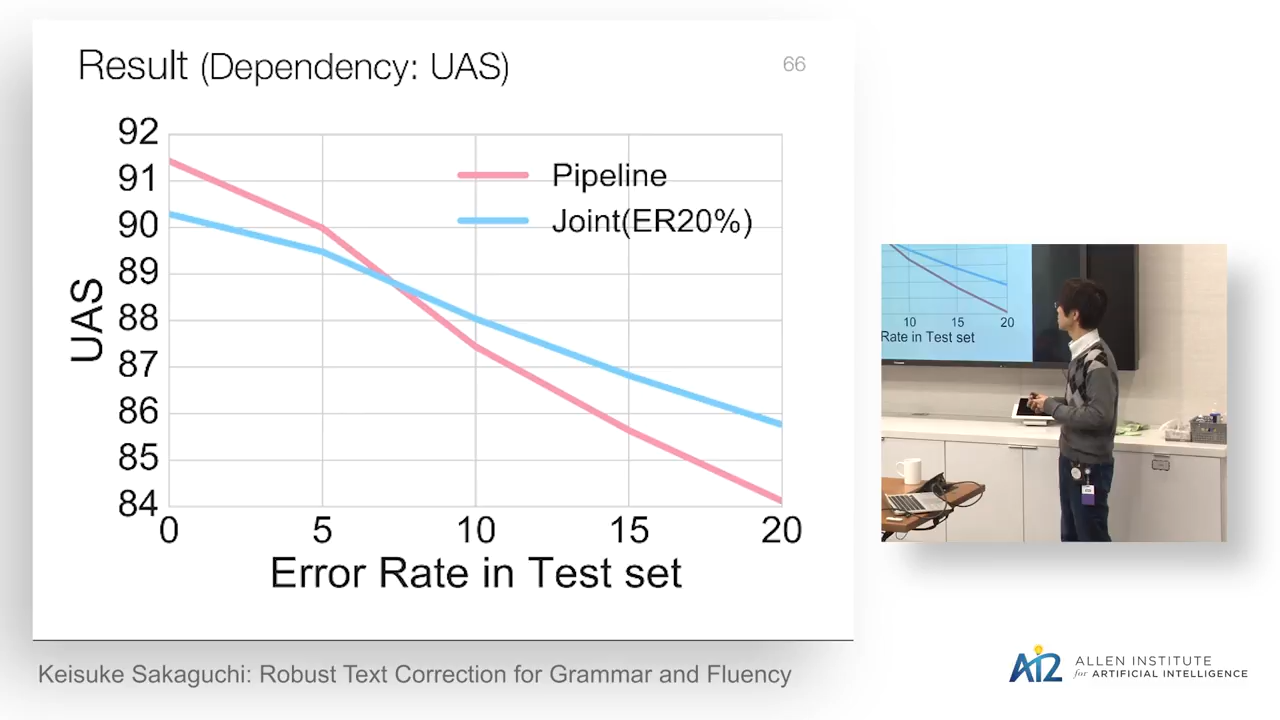 Result (Dependency: UAS)
66
92
91
90
89
88
87
86
85
84
UAS
Pipeline
Joint(ER20%)
0 5 10 15 20
Error Rate in Test set
10 15 20
Rate in Test set
Keisuke Sakaguchi: Robust Text Correction for Grammar and Fluency
AI2 ALLEN INSTITUTE
for ARTIFICIAL INTELLIGENCE